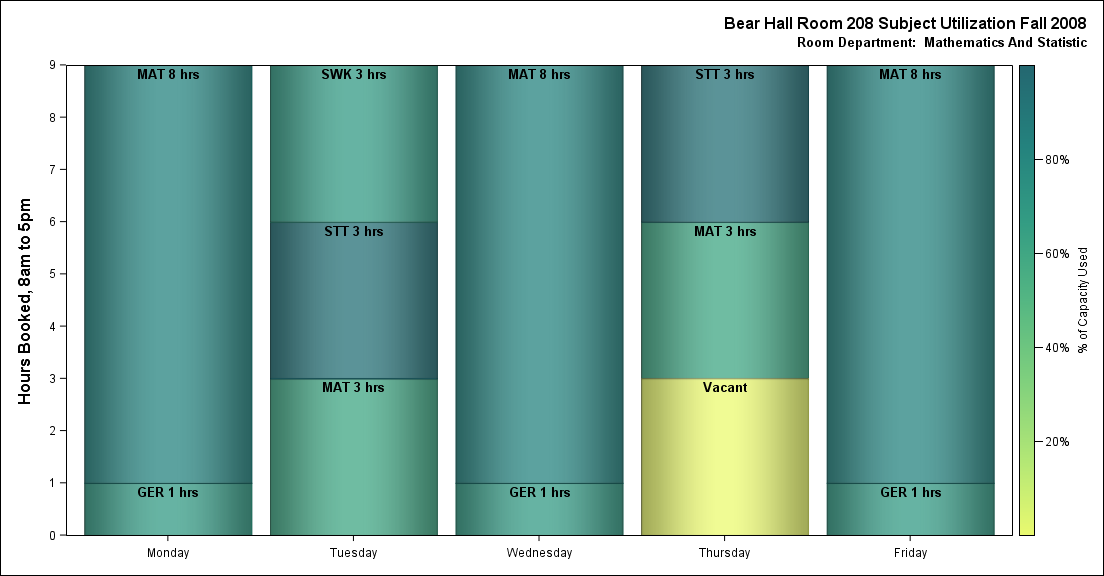 Bear Hall Room 208 Subject Utilization Fall 2008
Room Department:  Mathematics And Statistic
Hours Booked, 8am to 5pm
9
8
7
6
5
4
3
2
1
0
MAT 8 hrs
GER 1 hrs
SWK 3 hrs
STT 3 hrs
MAT 3 hrs
MAT 8 hrs
GER 1 hrs
STT 3 hrs
MAT 3 hrs
Vacant
MAT 8 hrs
GER 1 hrs
Monday
Tuesday
Wednesday
Thursday
Friday
80%
60%
40%
20%
% of Capacity Used